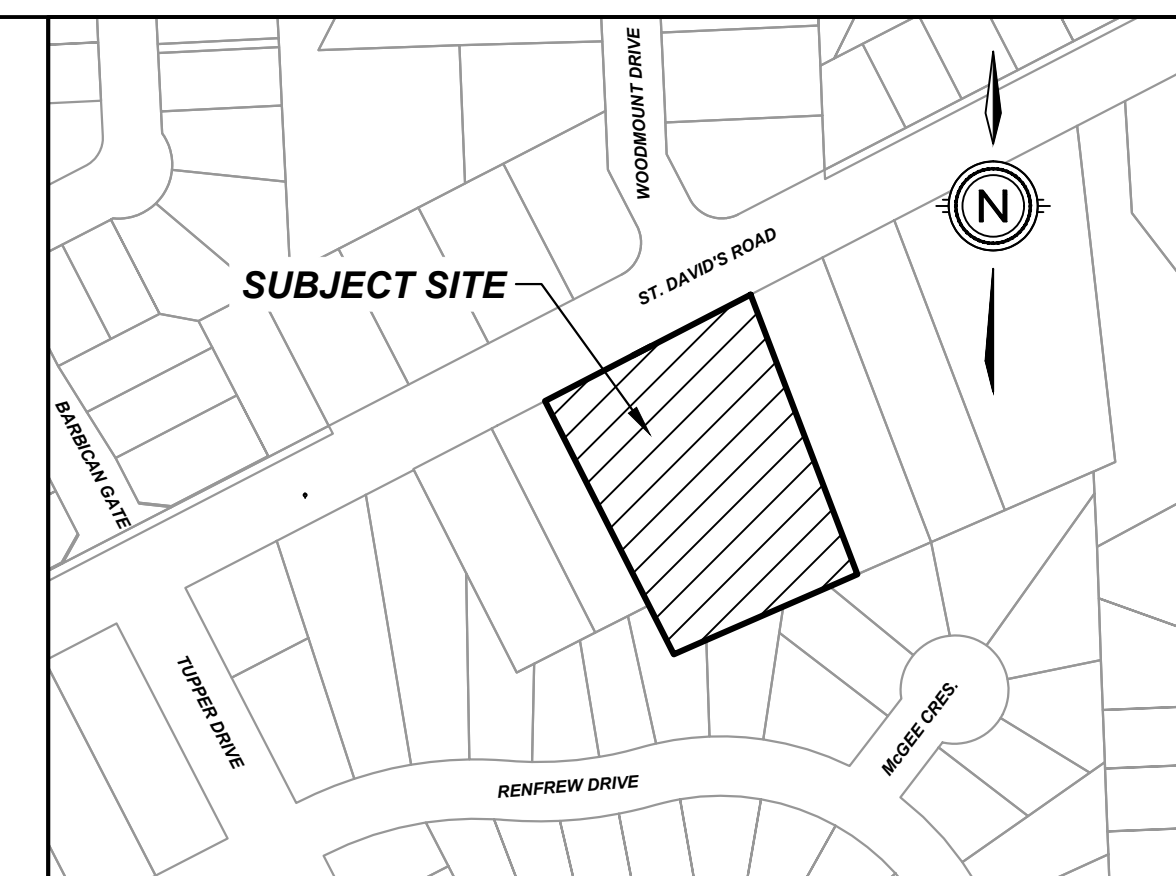 WOODMOUNT DRIVE
N
ST. DAVID'S ROAD
SUBJECT SITE
BARBICAN GATE
TUPPER DRIVE
McGEE CRES.
RENFREW DRIVE